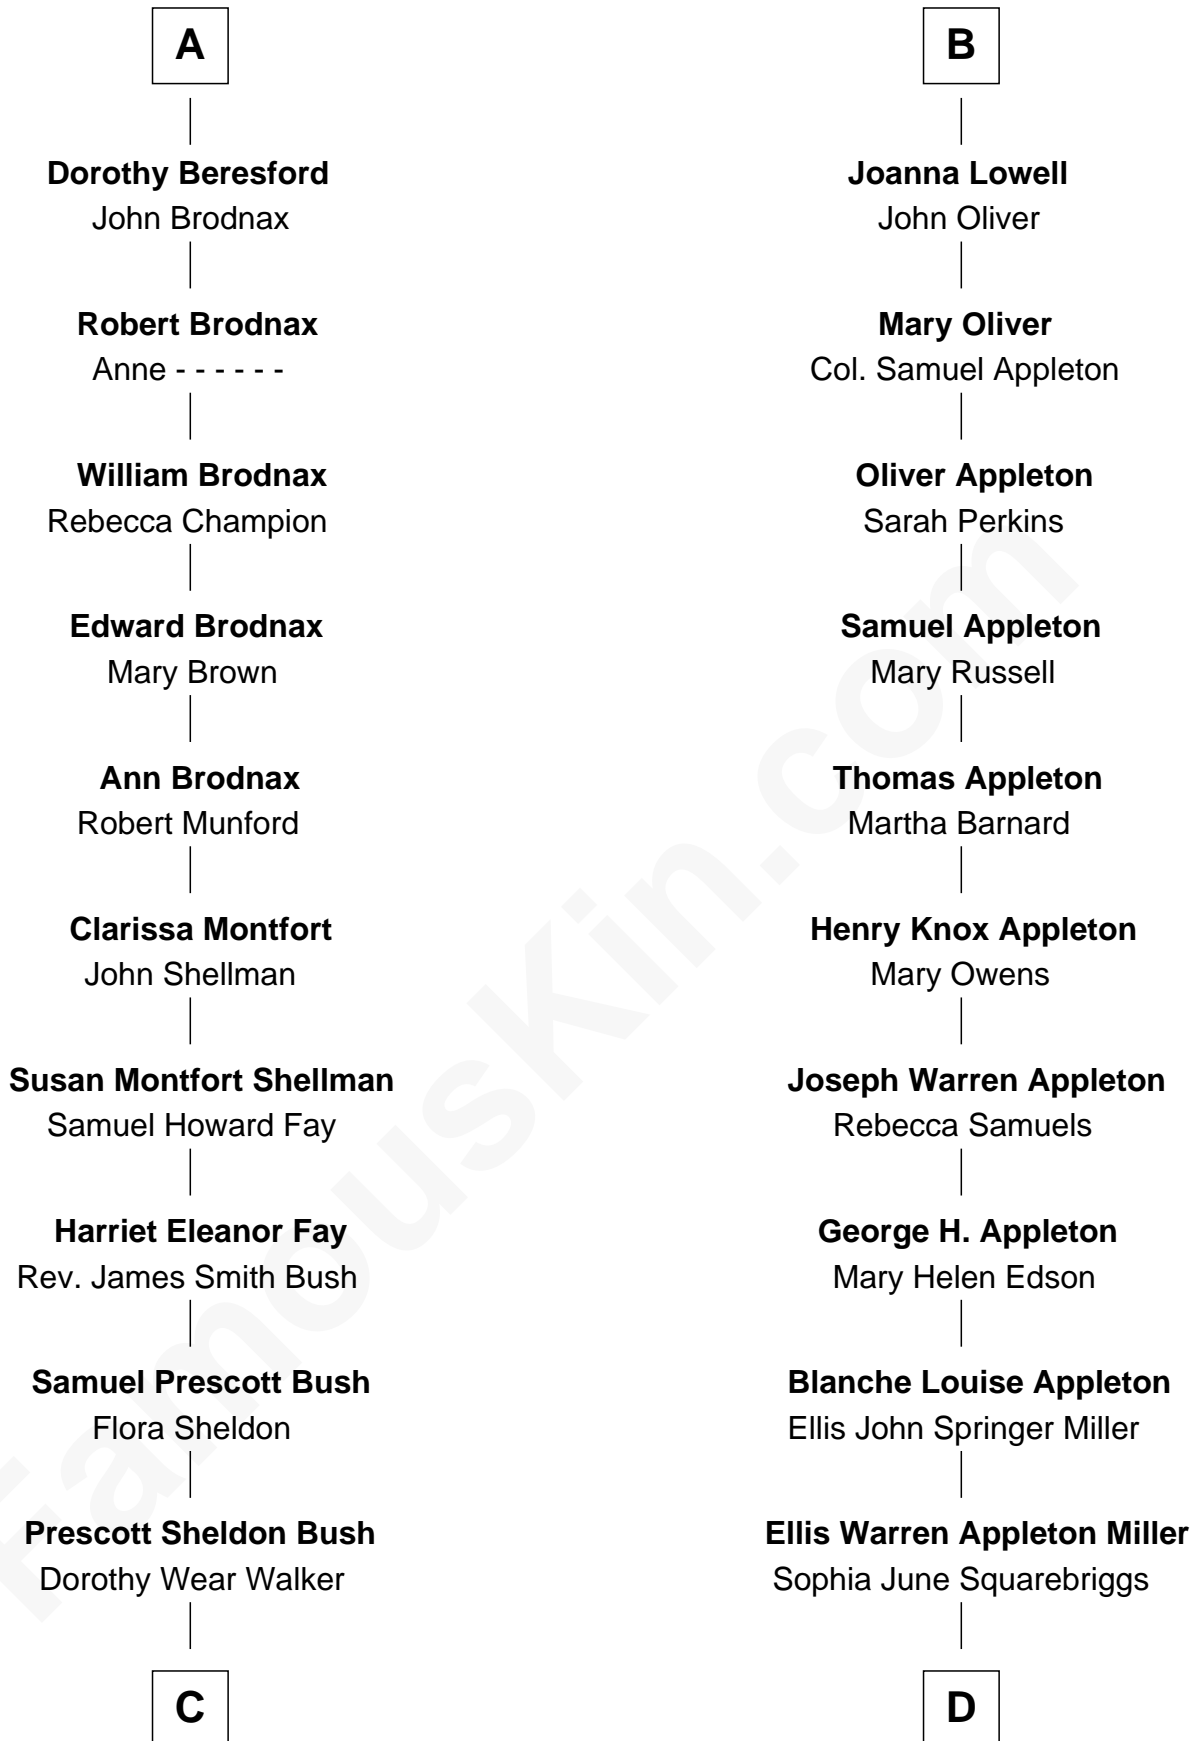 A
Dorothy Beresford
John Brodnax
Robert Brodnax
Anne - - - - - -
William Brodnax
Rebecca Champion
Edward Brodnax
Mary Brown
Ann Brodnax
Robert Munford
Clarissa Montfort
John Shellman
Susan Montfort Shellman
Samuel Howard Fay
Harriet Eleanor Fay
Rev. James Smith Bush
Samuel Prescott Bush
Flora Sheldon
Prescott Sheldon Bush
Dorothy Wear Walker
C
B
Joanna Lowell
John Oliver
Mary Oliver
Col. Samuel Appleton
Oliver Appleton
Sarah Perkins
Samuel Appleton
Mary Russell
Thomas Appleton
Martha Barnard
Henry Knox Appleton
Mary Owens
Joseph Warren Appleton
Rebecca Samuels
George H. Appleton
Mary Helen Edson
Blanche Louise Appleton
Ellis John Springer Miller
Ellis Warren Appleton Miller
Sophia June Squarebriggs
D
FamousKin.com